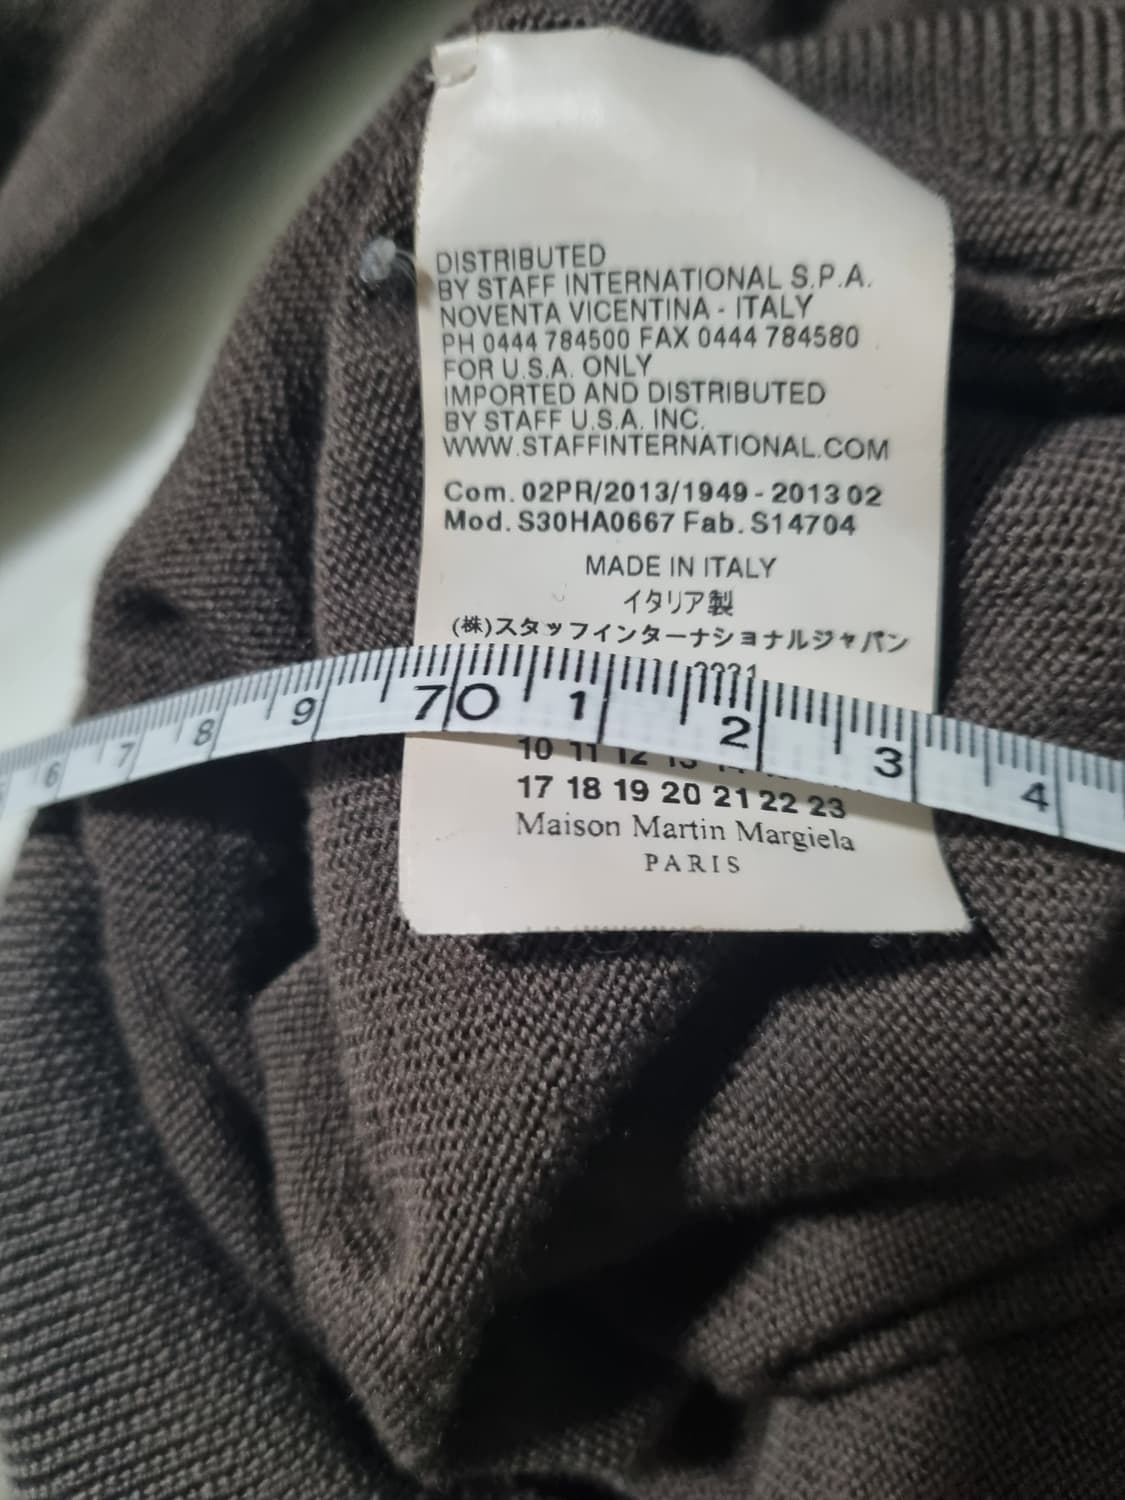 DISTRIBUTED
BY STAFF INTERNATIONAL S.P.A.
NOVENTA VICENTINA - ITALY
PH 0444 784500 FAX 0444 784580
FOR U.S.A. ONLY
IMPORTED AND DISTRIBUTED
BY STAFF U.S.A. INC.
WWW.STAFFINTERNATIONAL.COM
Com. 02PR/2013/1949 - 2013 02
Mod. S30HA0667 Fab. S14704
MADE IN ITALY
イタリア製
(株)スタッフインターナショナルジャパン
6 7 8 9 70 1 2 3 4
10 11 12 13 14
17 18 19 20 21 22 23
Maison Martin Margiela
PARIS